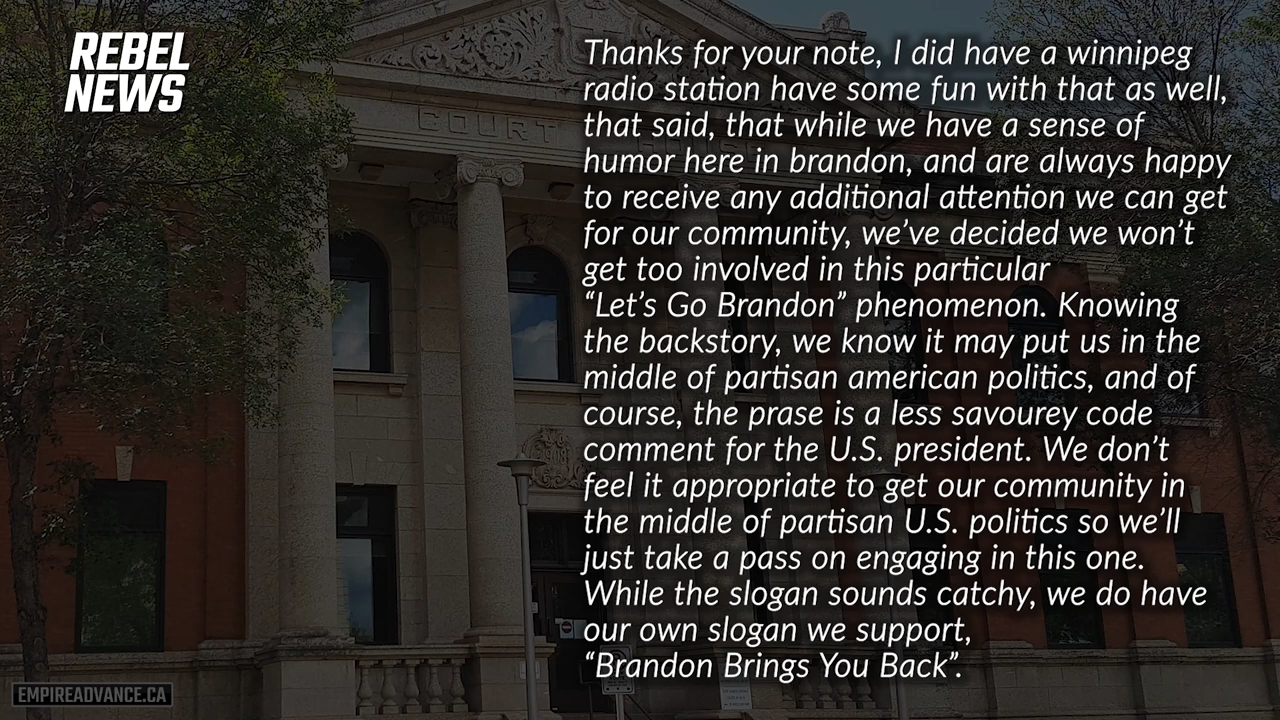 REBEL
NEWS
Thanks for your note, I did have a winnipeg
radio station have some fun with that as well,
that said, that while we have a sense of
humor here in brandon, and are always happy
to receive any additional attention we can get
for our community, we’ve decided we won’t
get too involved in this particular
“Let’s Go Brandon” phenomenon. Knowing
the backstory, we know it may put us in the
middle of partisan american politics, and of
course, the prase is a less savourey code
comment for the U.S. president. We don’t
feel it appropriate to get our community in
the middle of partisan U.S. politics so we’ll
just take a pass on engaging in this one.
While the slogan sounds catchy, we do have
our own slogan we support,
“Brandon Brings You Back”.
COURT
EMPIREADVANCE.CA